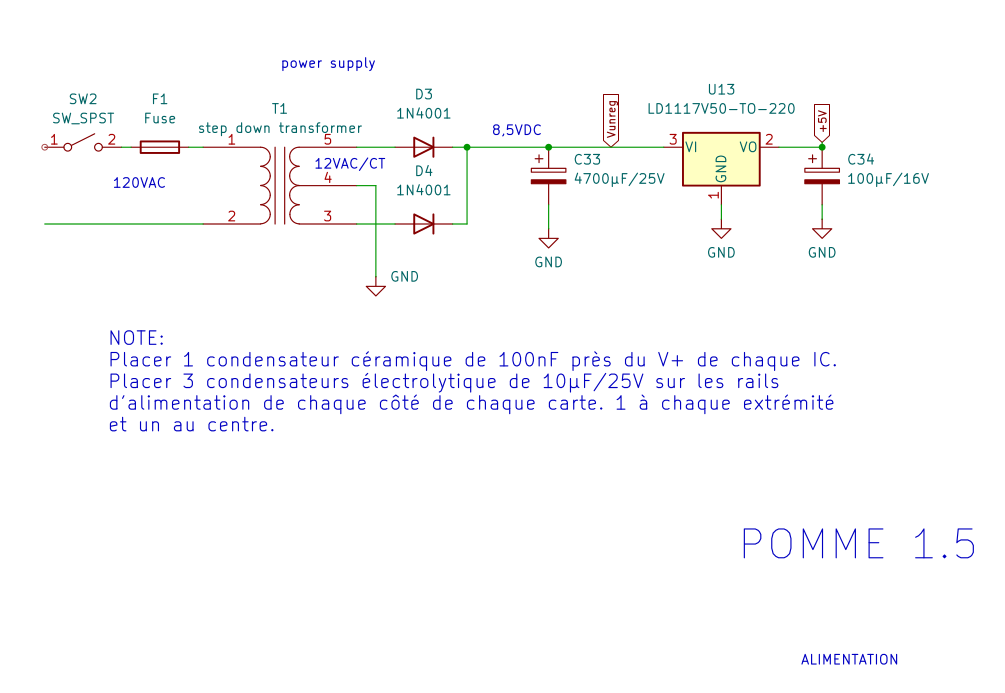 power supply
SW2
SW_SPST
1
2
F1
Fuse
T1
step down transformer
1
2
5
4
3
12VAC/CT
120VAC
D3
1N4001
D4
1N4001
GND
8,5VDC
+
C33
4700µF/25V
GND
Vunreg
U13
LD1117V50-TO-220
3
VI
VO
2
GND
1
GND
+5V
+
C34
100µF/16V
GND
NOTE:
Placer 1 condensateur céramique de 100nF près du V+ de chaque IC.
Placer 3 condensateurs électrolytique de 10µF/25V sur les rails
d'alimentation de chaque côté de chaque carte. 1 à chaque extrémité
et un au centre.
POMME 1.5
ALIMENTATION